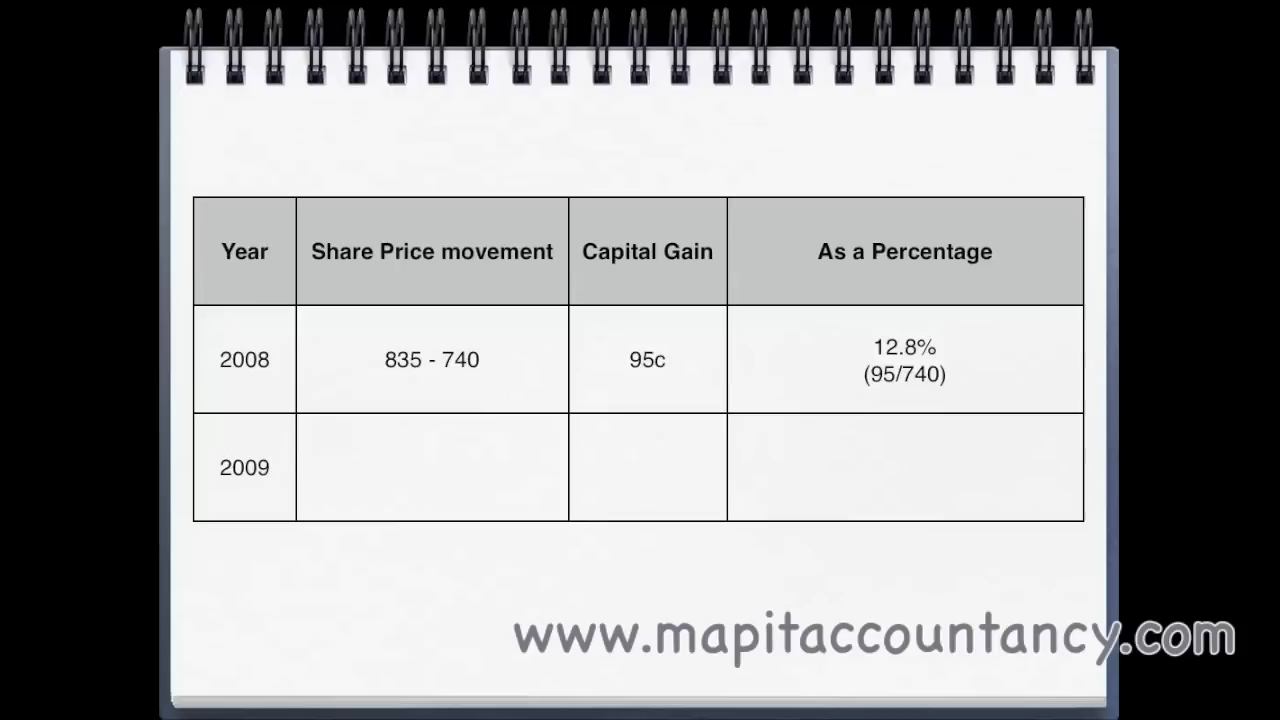 Year Share Price movement Capital Gain As a Percentage
2008 835 - 740 95c 12.8%
(95/740)
2009
www.mapitaccountancy.com